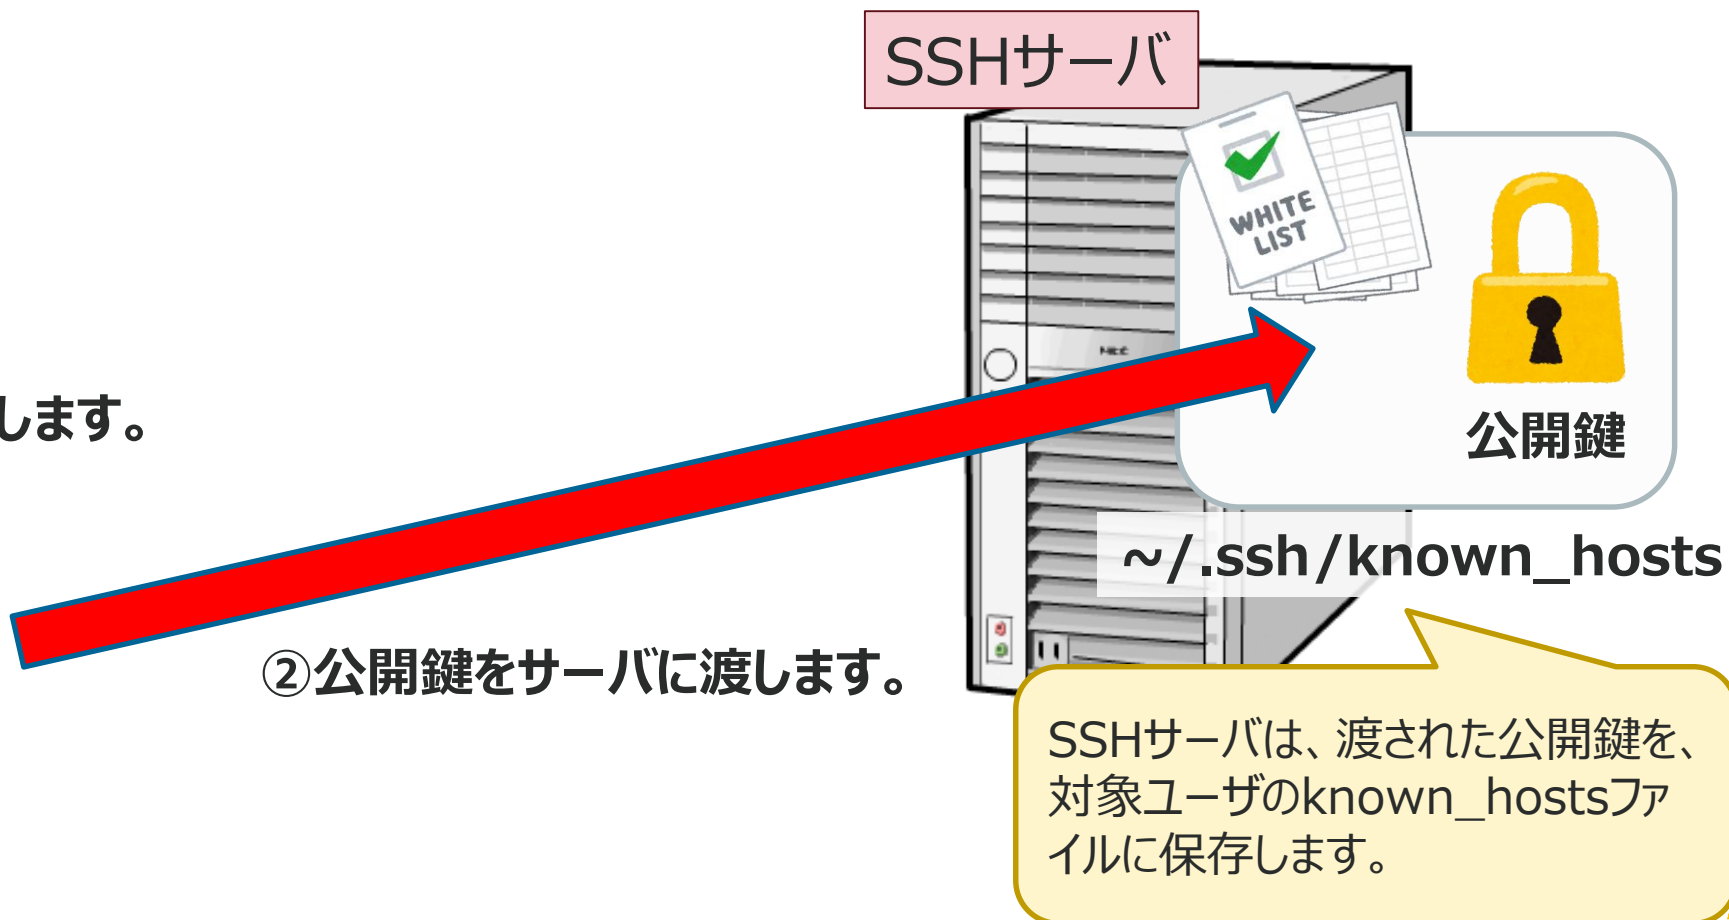 SSHサーバ
WHITE
LIST
NEC
します。
公開鍵
~/.ssh/known_hosts
②公開鍵をサーバに渡します。
SSHサーバは、渡された公開鍵を、
対象ユーザのknown_hostsファ
イルに保存します。